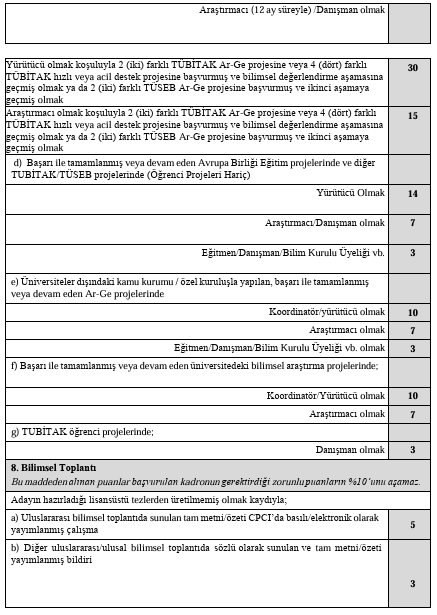 Araştırmacı (12 ay süreyle) /Danışman olmak
Yürütücü olmak koşuluyla 2 (iki) farklı TÜBİTAK Ar-Ge projesine veya 4 (dört) farklı
TÜBİTAK hızlı veya acil destek projesine başvurmuş ve bilimsel değerlendirme aşamasına
geçmiş olmak ya da 2 (iki) farklı TÜSEB Ar-Ge projesine başvurmuş ve ikinci aşamaya
geçmiş olmak
30
Araştırmacı olmak koşuluyla 2 (iki) farklı TÜBİTAK Ar-Ge projesine veya 4 (dört) farklı
TÜBİTAK hızlı veya acil destek projesine başvurmuş ve bilimsel değerlendirme aşamasına
geçmiş olmak ya da 2 (iki) farklı TÜSEB Ar-Ge projesine başvurmuş ve ikinci aşamaya
geçmiş olmak
15
d) Başarı ile tamamlanmış veya devam eden Avrupa Birliği Eğitim projelerinde ve diğer
TUBİTAK/TÜSEB projelerinde (Öğrenci Projeleri Hariç)
Yürütücü Olmak 14
Araştırmacı/Danışman olmak 7
Eğitmen/Danışman/Bilim Kurulu Üyeliği vb. 3
e) Üniversiteler dışındaki kamu kurumu / özel kuruluşla yapılan, başarı ile tamamlanmış
veya devam eden Ar-Ge projelerinde
Koordinatör/yürütücü olmak 10
Araştırmacı olmak 7
Eğitmen/Danışman/Bilim Kurulu Üyeliği vb. olmak 3
f) Başarı ile tamamlanmış veya devam eden üniversitedeki bilimsel araştırma projelerinde;
Koordinatör/Yürütücü olmak 10
Araştırmacı olmak 7
g) TUBİTAK öğrenci projelerinde;
Danışman olmak 3
8. Bilimsel Toplantı
Bu maddeden alınan puanlar başvurulan kadronun gerektirdiği zorunlu puanların %10'unu aşamaz.
Adayın hazırladığı lisansüstü tezlerden üretilmemiş olmak kaydıyla;
a) Uluslararası bilimsel toplantıda sunulan tam metni/özeti CPCI'da basılı/elektronik olarak
yayımlanmış çalışma
5
b) Diğer uluslararası/ulusal bilimsel toplantıda sözlü olarak sunulan ve tam metni/özeti
yayımlanmış bildiri
3